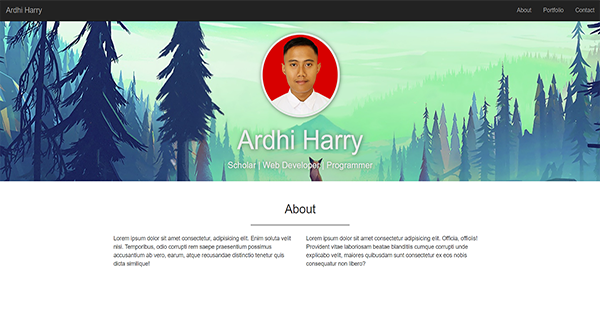 Ardhi Harry
About Portfolio Contact
Ardhi Harry
Scholar | Web Developer | Programmer
About
Lorem ipsum dolor sit amet consectetur, adipisicing elit. Enim soluta velit
nisi. Temporibus, odio corrupti rem saepe praesentium possimus
accusantium ab vero, earum, atque recusandae distinctio tenetur quis
dicta similique!
Lorem ipsum dolor sit amet consectetur, adipisicing elit. Officia, officiis!
Provident vitae laboriosam beatae blanditiis cumque corrupti unde
explicabo velit, maiores quibusdam sunt consectetur ex eos nobis
consequatur non libero?